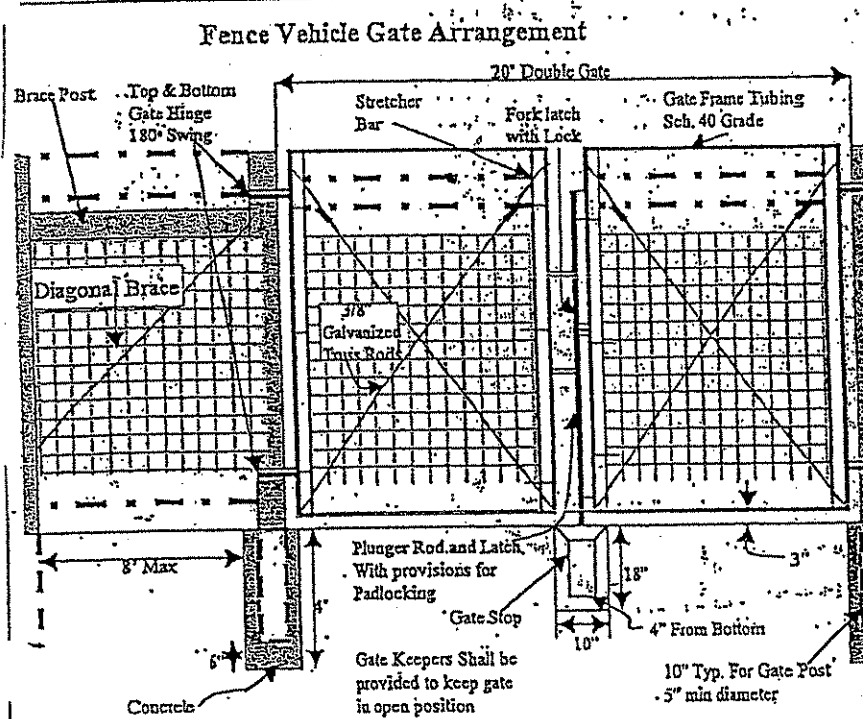 Fence Vehicle Gate Arrangement
20' Double Gate
Brace Post
Top & Bottom
Gate Hinge
180° Swing
Stretcher
Bar
Fork latch
with Lock
Gate Frame Tubing
Sch. 40 Grade
Diagonal Brace
3/8"
Galvanized
Truss Rods
8' Max
4'
6"
Concrete
Plunger Rod and Latch
With provisions for
Padlocking
Gate Stop
18"
10"
3"
4" From Bottom
Gate Keepers Shall be
provided to keep gate
in open position
10" Typ. For Gate Post
5" min diameter